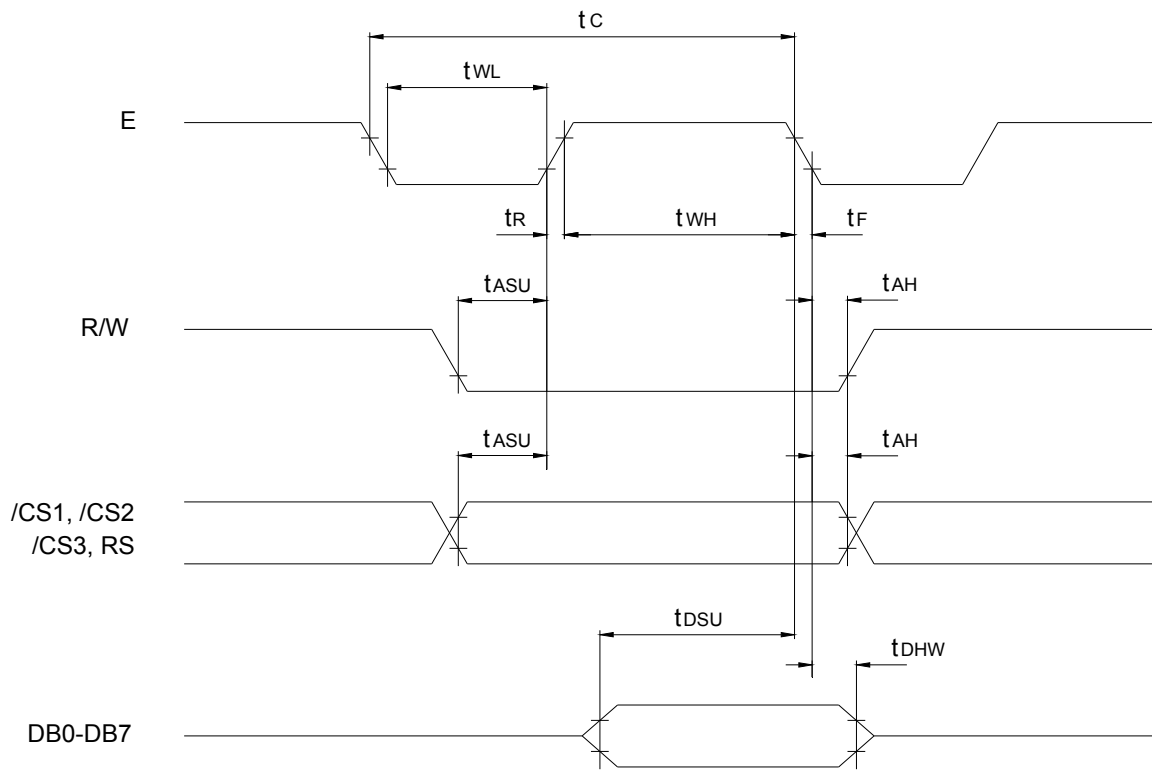 tC
tWL
E
tR
tWH
tF
tASU
tAH
R/W
tASU
tAH
/CS1, /CS2
/CS3, RS
tDSU
tDHW
DB0-DB7